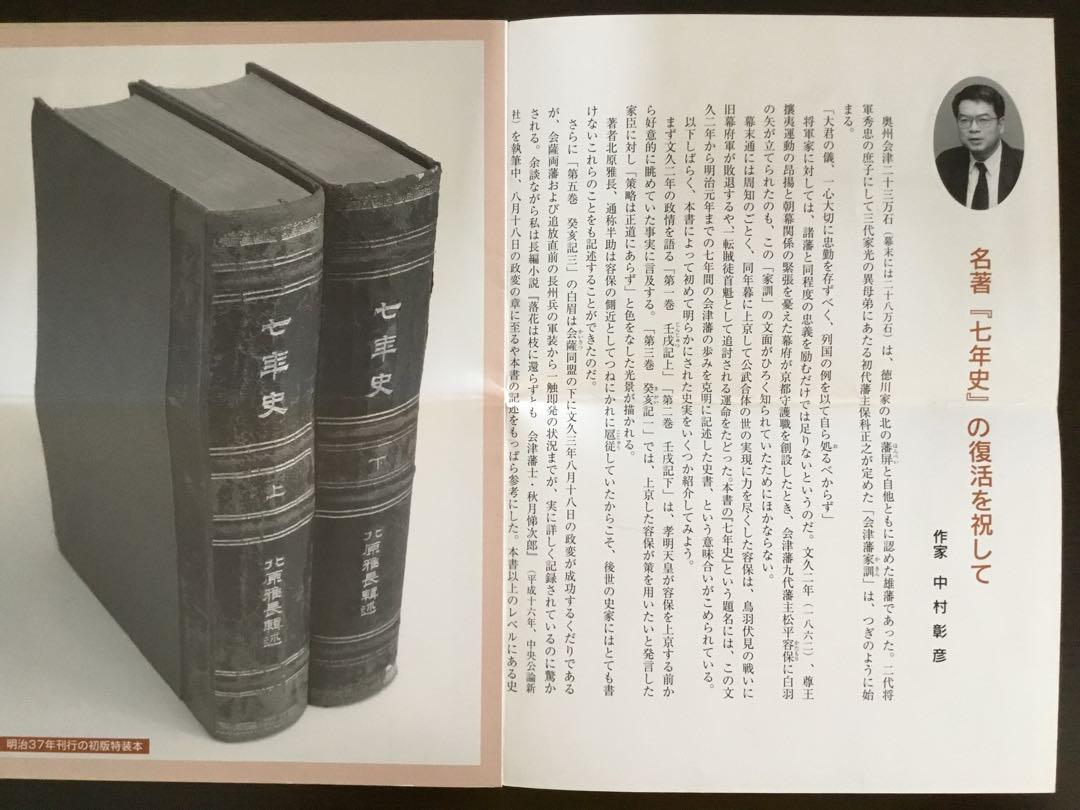 名著『七年史』の復活を祝して
作家 中村彰彦
奥州会津二十三万石（幕末には二十八万石）は、徳川家の北の藩屏と自他ともに認めた雄藩であった。二代将
軍秀忠の庶子にして三代家光の異母弟にあたる初代藩主保科正之が定めた「会津藩家訓」は、つぎのように始
まる。
「大君の儀、一心大切に忠勤を存ずべく、列国の例を以て自ら処るべからず」
将軍家に対しては、諸藩と同程度の忠義を励むだけでは足りないというのだ。文久二年（一八六二）、尊王
攘夷運動の昂揚と朝幕関係の緊張を憂えた幕府が京都守護職を創設したとき、会津藩九代藩主松平容保に白羽
の矢が立てられたのも、この「家訓」の文面がひろく知られていたためにほかならない。
幕末通には周知のごとく、同年暮に上京して公武合体の世の実現に力を尽くした容保は、鳥羽伏見の戦いに
旧幕府軍が敗退するや、一転賊徒首魁として追討される運命をたどった。本書の『七年史』という題名には、この文
久二年から明治元年までの七年間の会津藩の歩みを克明に記述した史書、という意味合いがこめられている。
以下しばらく、本書によって初めて明らかにされた史実をいくつか紹介してみよう。
まず文久二年の政情を語る「第一巻 壬戌記上」「第二巻 壬戌記下」は、孝明天皇が容保を上京する前か
ら好意的に眺めていた事実に言及する。「第三巻 癸亥記一」では、上京した容保が策を用いたいと発言した
家臣に対し「策略は正道にあらず」と色をなした光景が描かれる。
著者北原雅長、通称半助は容保の側近としてつねにかれに扈従していたからこそ、後世の史家にはとても書
けないこれらのことをも記述することができたのだ。
さらに「第五巻 癸亥記三」の白眉は会薩同盟の下に文久三年八月十八日の政変が成功するくだりである
が、会薩両藩および追放直前の長州兵の軍装から一触即発の状況までが、実に詳しく記録されているのに驚か
される。余談ながら私は長編小説『落花は枝に還らずとも 会津藩士・秋月悌次郎』（平成十六年、中央公論新
社）を執筆中、八月十八日の政変の章に至るや本書の記述をもっぱら参考にした。本書以上のレベルにある史
七年史 下 北原雅長輯述
七年史 上 北原雅長輯述
明治37年刊行の初版特装本